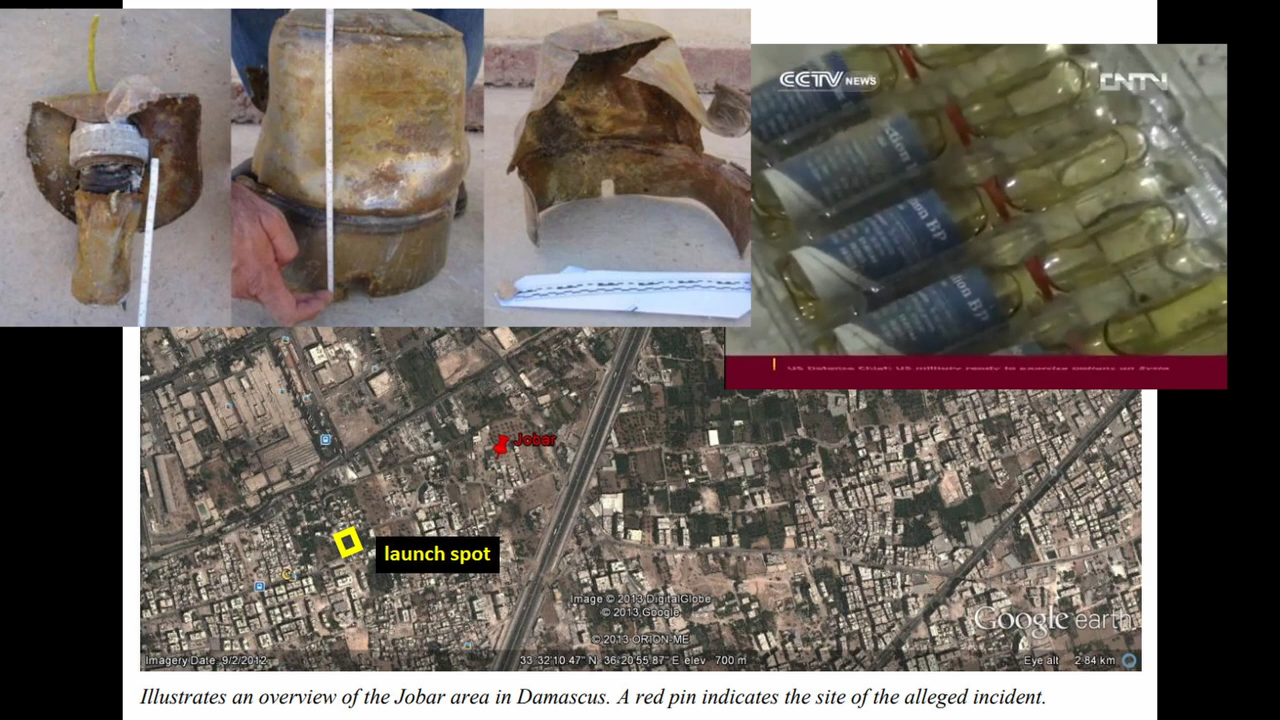 CCTV NEWS
CNTV
BP
BP
Jobar
launch spot
Image © 2013 DigitalGlobe
© 2013 Google
© 2013 ORION-ME
Google earth
Imagery Date: 9/2/2012
33°32'10.47" N 36°20'55.87" E elev 700 m
Eye alt 2.84 km
Illustrates an overview of the Jobar area in Damascus. A red pin indicates the site of the alleged incident.